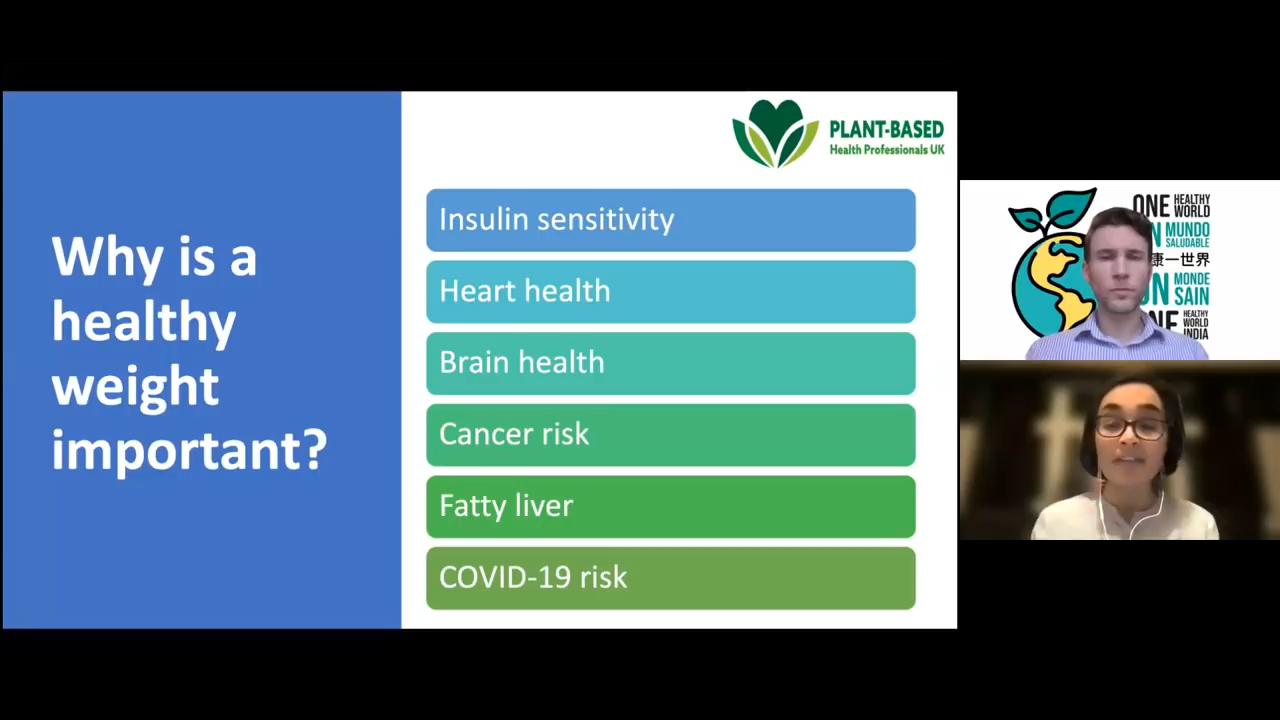 Why is a
healthy
weight
important?
PLANT-BASED
Health Professionals UK
Insulin sensitivity
Heart health
Brain health
Cancer risk
Fatty liver
COVID-19 risk
ONE HEALTHY
WORLD
MUNDO
SALUDABLE
康一世界
MONDE
SAIN
HEALTHY
WORLD
INDIA